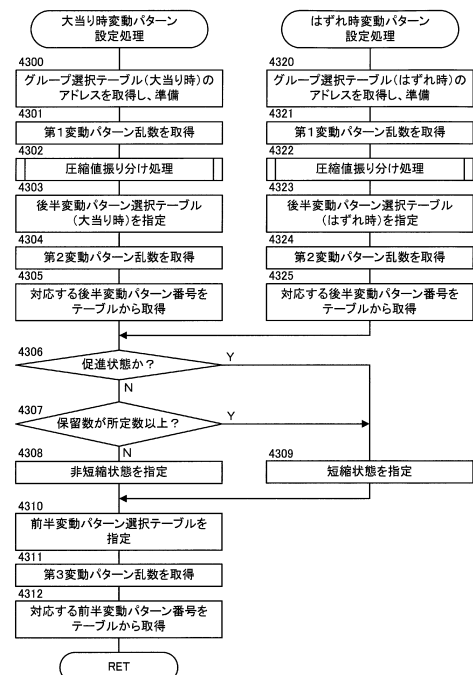 大当り時変動パターン
設定処理
4300
グループ選択テーブル(大当り時)の
アドレスを取得し、準備
4301
第1変動パターン乱数を取得
4302
圧縮値振り分け処理
4303
後半変動パターン選択テーブル
(大当り時)を指定
4304
第2変動パターン乱数を取得
4305
対応する後半変動パターン番号を
テーブルから取得
はずれ時変動パターン
設定処理
4320
グループ選択テーブル(はずれ時)の
アドレスを取得し、準備
4321
第1変動パターン乱数を取得
4322
圧縮値振り分け処理
4323
後半変動パターン選択テーブル
(はずれ時)を指定
4324
第2変動パターン乱数を取得
4325
対応する後半変動パターン番号を
テーブルから取得
4306
促進状態か?
Y
N
4307
保留数が所定数以上?
Y
N
4308
非短縮状態を指定
4309
短縮状態を指定
4310
前半変動パターン選択テーブルを
指定
4311
第3変動パターン乱数を取得
4312
対応する前半変動パターン番号を
テーブルから取得
RET